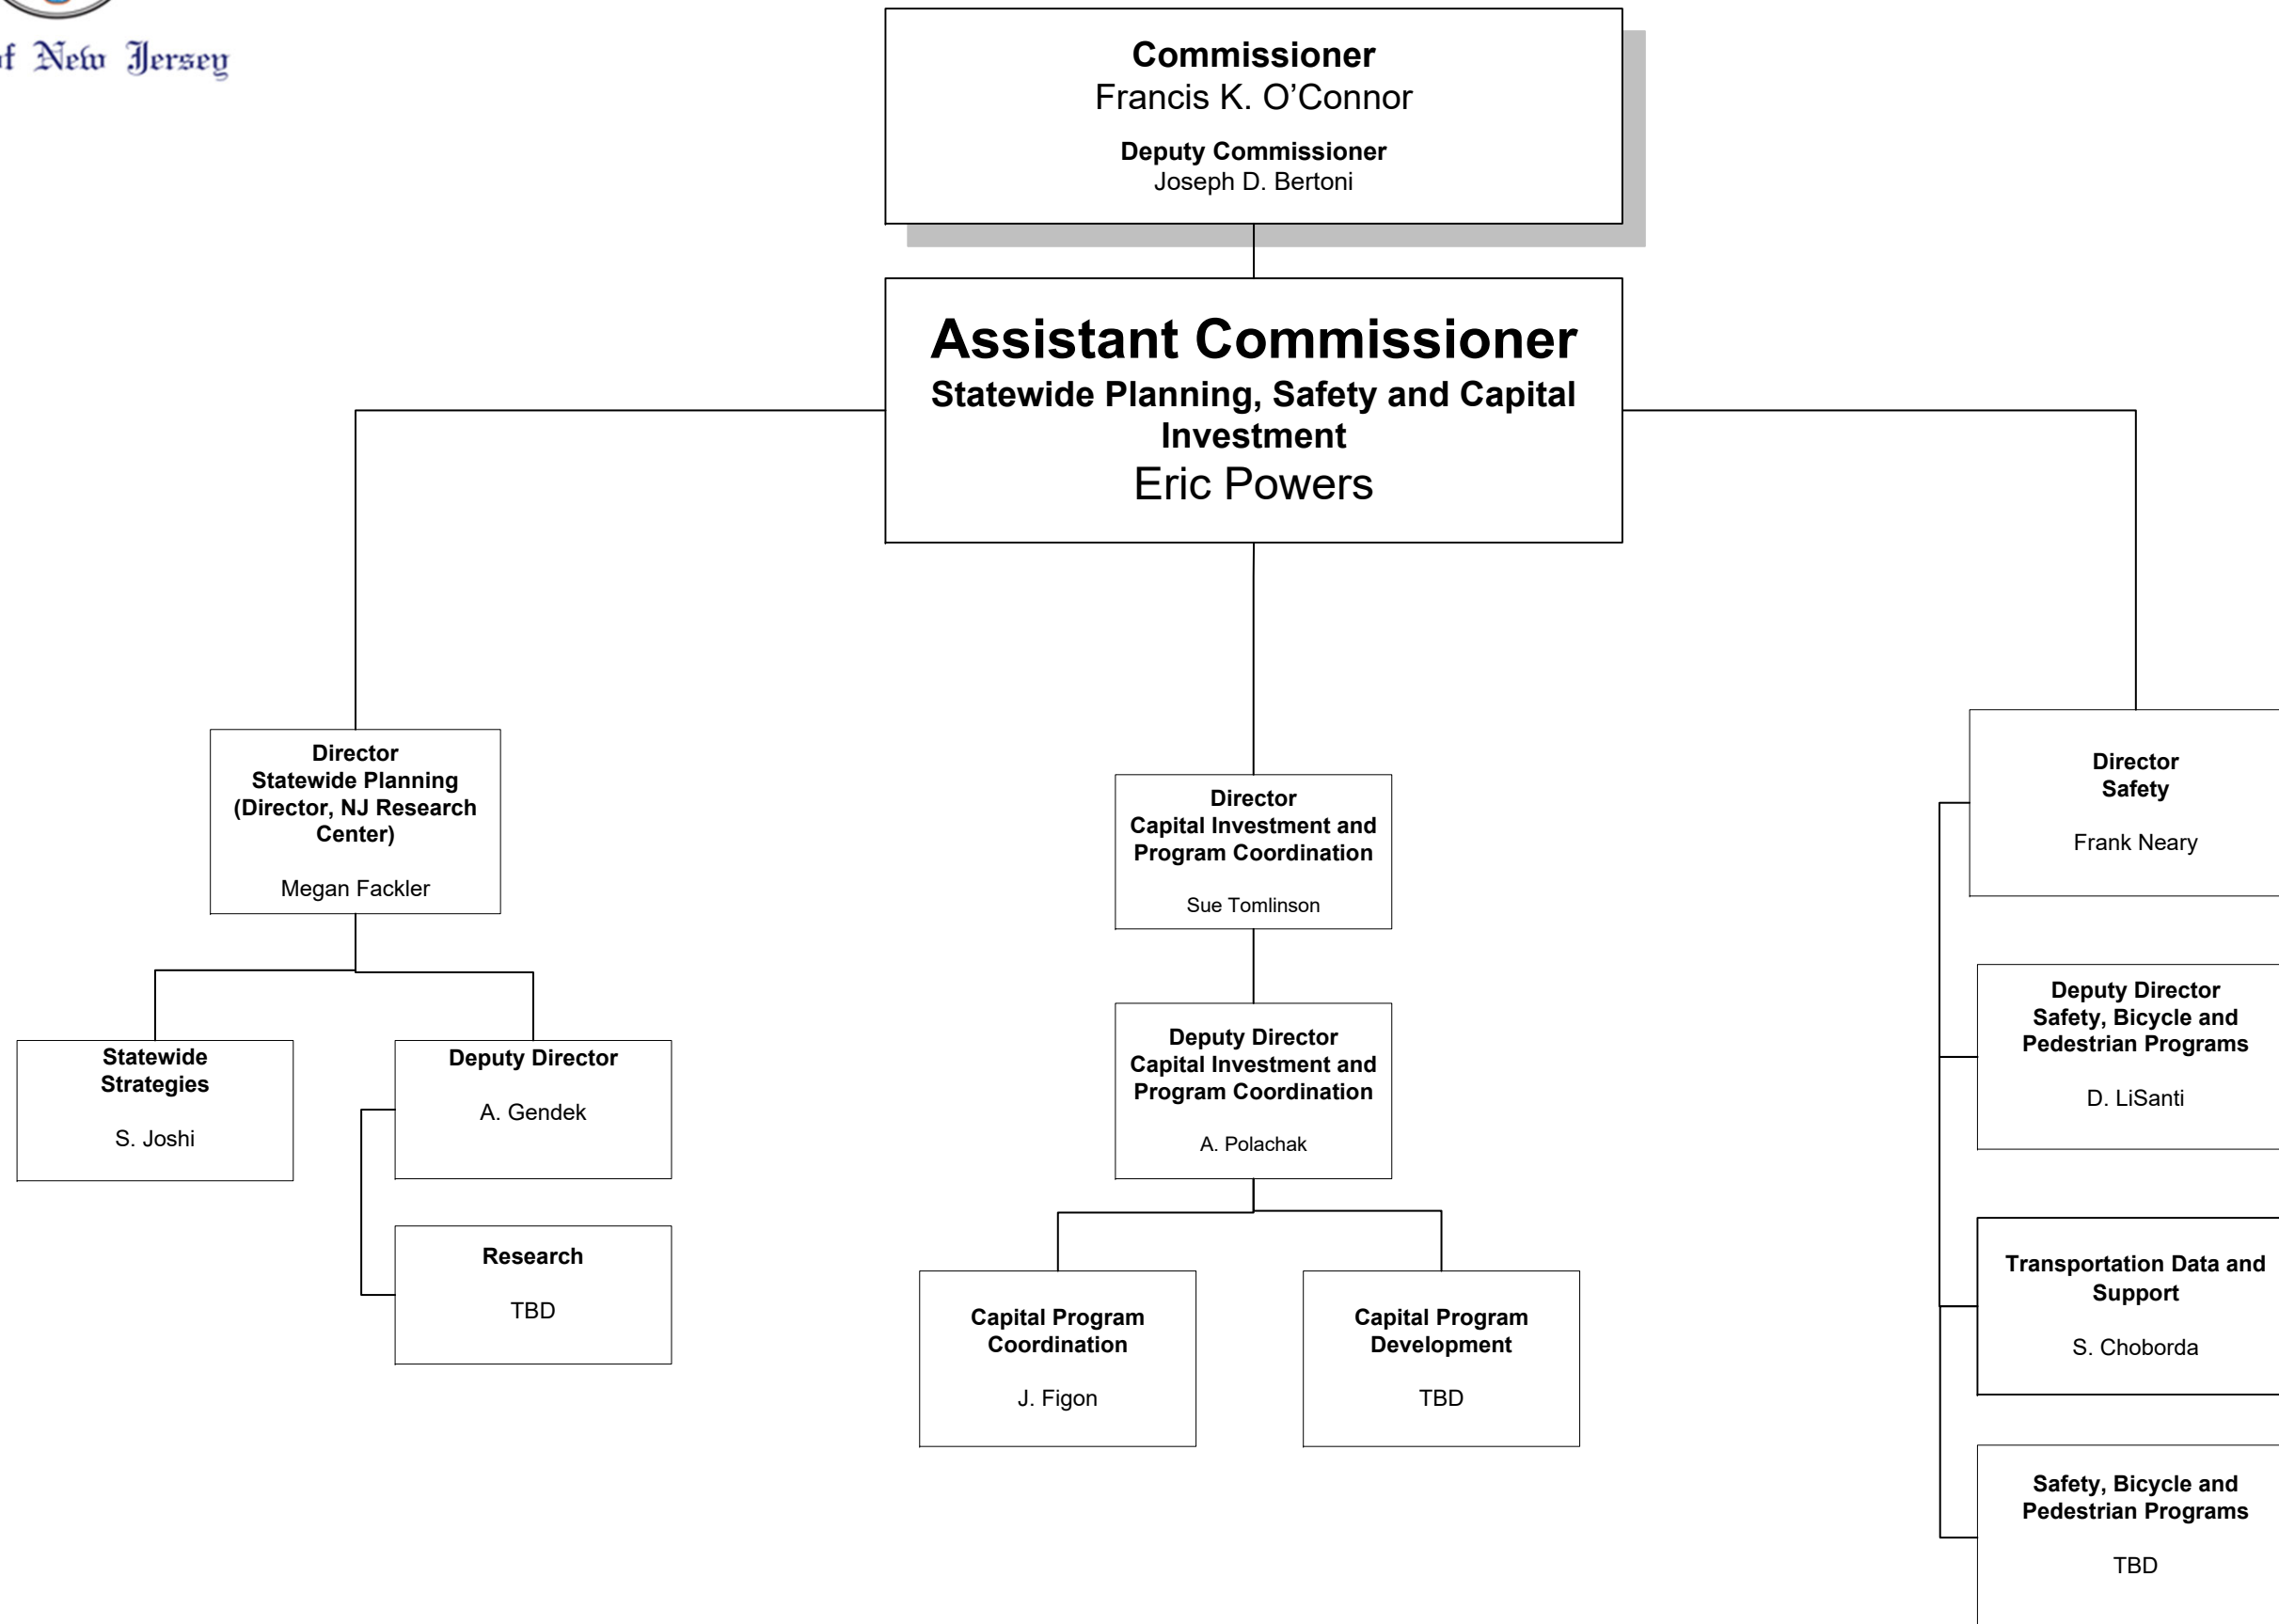 of New Jersey
Commissioner
Francis K. O’Connor
Deputy Commissioner
Joseph D. Bertoni
Assistant Commissioner
Statewide Planning, Safety and Capital
Investment
Eric Powers
Director
Statewide Planning
(Director, NJ Research
Center)
Megan Fackler
Statewide
Strategies
S. Joshi
Deputy Director
A. Gendek
Research
TBD
Director
Capital Investment and
Program Coordination
Sue Tomlinson
Deputy Director
Capital Investment and
Program Coordination
A. Polachak
Capital Program
Coordination
J. Figon
Capital Program
Development
TBD
Director
Safety
Frank Neary
Deputy Director
Safety, Bicycle and
Pedestrian Programs
D. LiSanti
Transportation Data and
Support
S. Choborda
Safety, Bicycle and
Pedestrian Programs
TBD